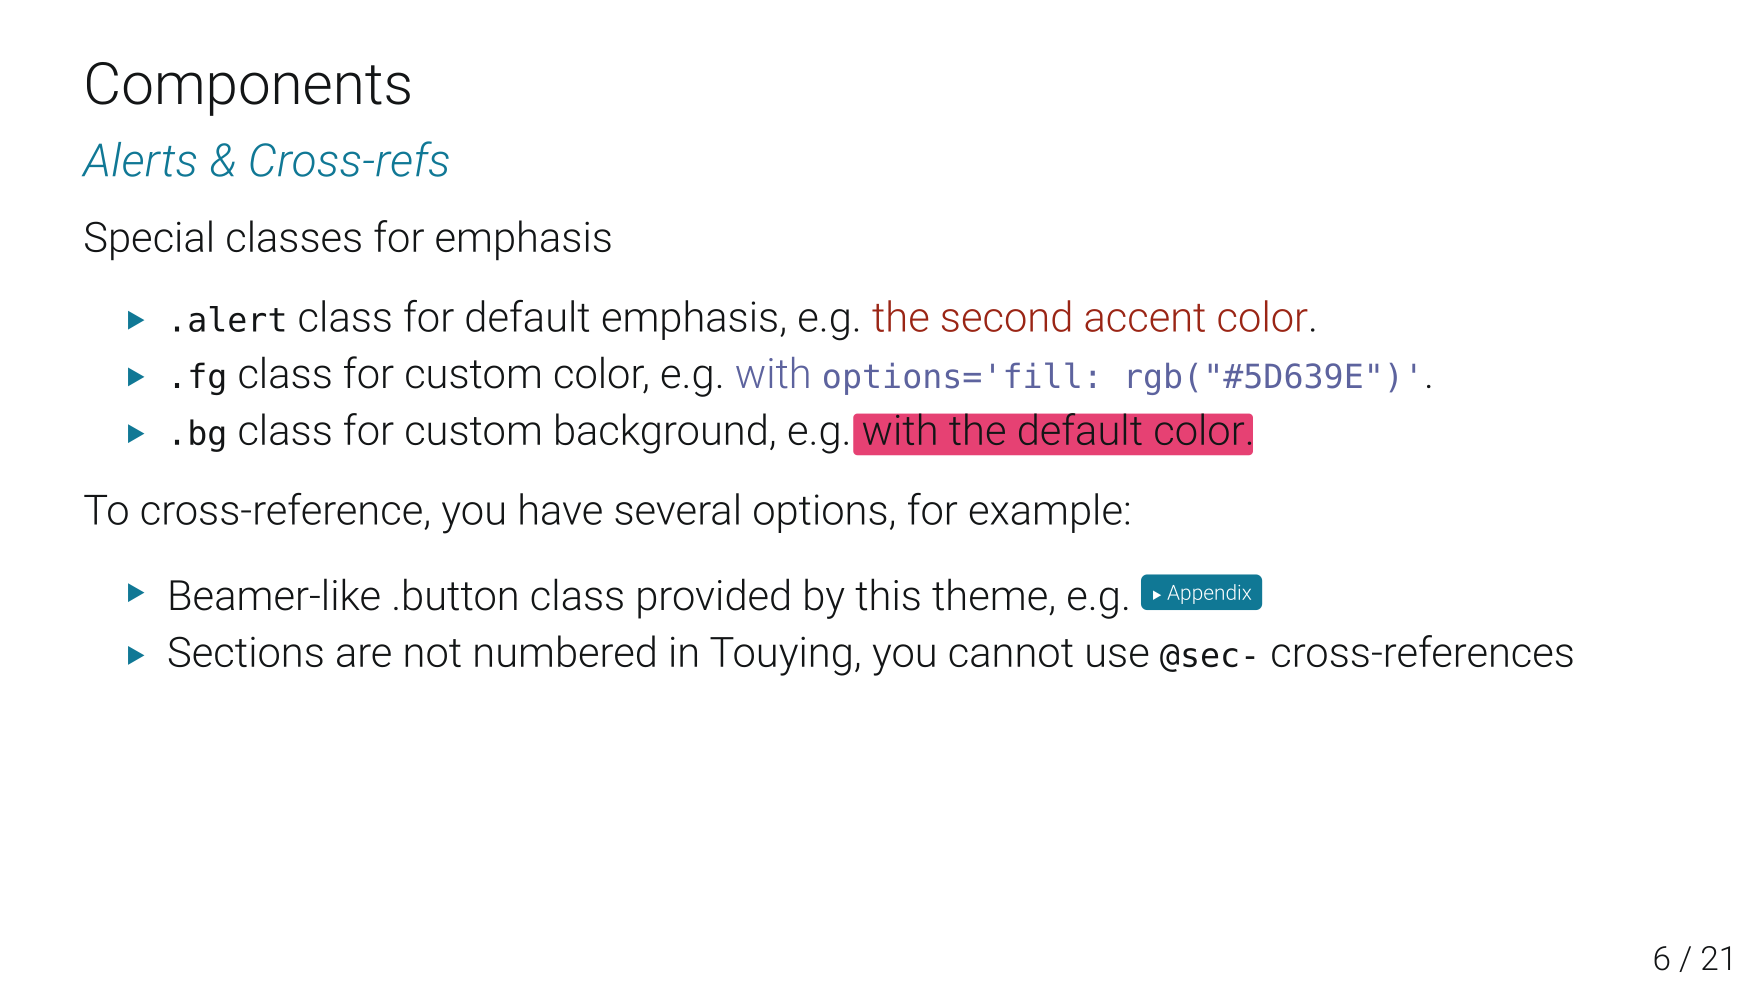 Components
Alerts & Cross-refs
Special classes for emphasis
▶ .alert class for default emphasis, e.g. the second accent color.
▶ .fg class for custom color, e.g. with options='fill: rgb("#5D639E")'.
▶ .bg class for custom background, e.g. with the default color.
To cross-reference, you have several options, for example:
▶ Beamer-like .button class provided by this theme, e.g. ▶ Appendix
▶ Sections are not numbered in Touying, you cannot use @sec- cross-references
6 / 21